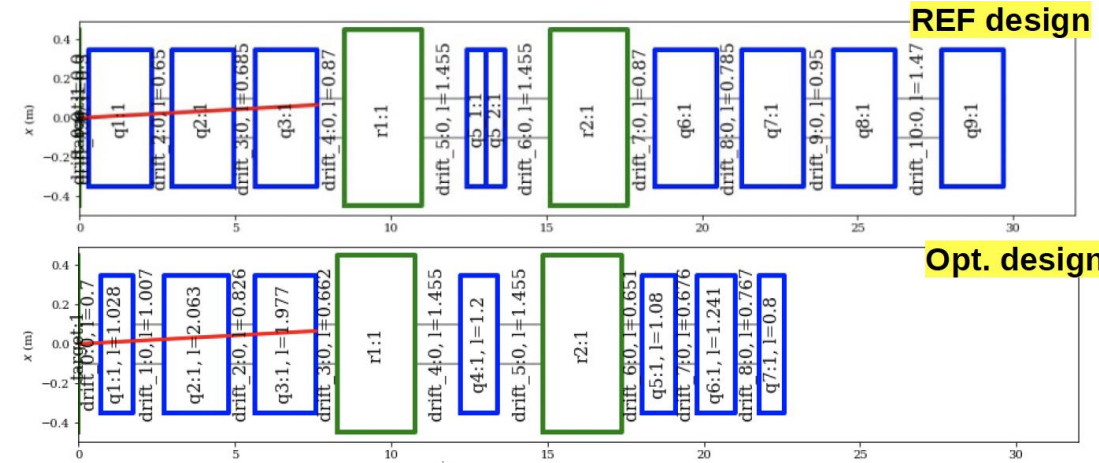 REF design
x (m)
0.4
0.2
0.0
−0.2
−0.4
q1:1
drift_2:0, l=0.65
q2:1
drift_3:0, l=0.685
q3:1
drift_4:0, l=0.87
r1:1
drift_5:0, l=1.455
q5_1:1
q5_2:1
drift_6:0, l=1.455
r2:1
drift_7:0, l=0.87
q6:1
drift_8:0, l=0.785
q7:1
drift_9:0, l=0.95
q8:1
drift_10:0, l=1.47
q9:1
0 5 10 15 20 25 30
Opt. design
x (m)
0.4
0.2
0.0
−0.2
−0.4
target:1
drift_0:0, l=0.7
q1:1, l=1.028
drift_1:0, l=1.007
q2:1, l=2.063
drift_2:0, l=0.826
q3:1, l=1.977
drift_3:0, l=0.662
r1:1
drift_4:0, l=1.455
q4:1, l=1.2
drift_5:0, l=1.455
r2:1
drift_6:0, l=0.651
q5:1, l=1.08
drift_7:0, l=0.676
q6:1, l=1.241
drift_8:0, l=0.767
q7:1, l=0.8
0 5 10 15 20 25 30